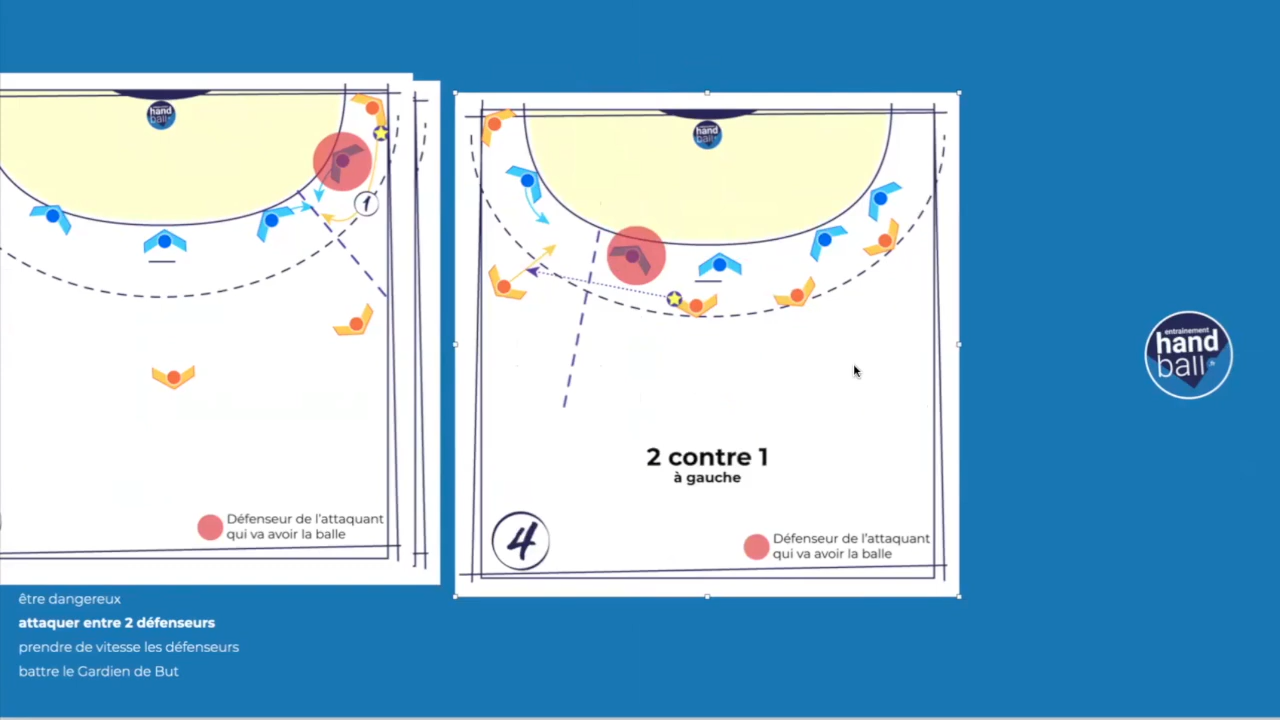 hand
ball
1
Défenseur de l'attaquant
qui va avoir la balle
être dangereux
attaquer entre 2 défenseurs
prendre de vitesse les défenseurs
battre le Gardien de But
hand
ball
2 contre 1
à gauche
4
Défenseur de l'attaquant
qui va avoir la balle
entrainement
hand
ball